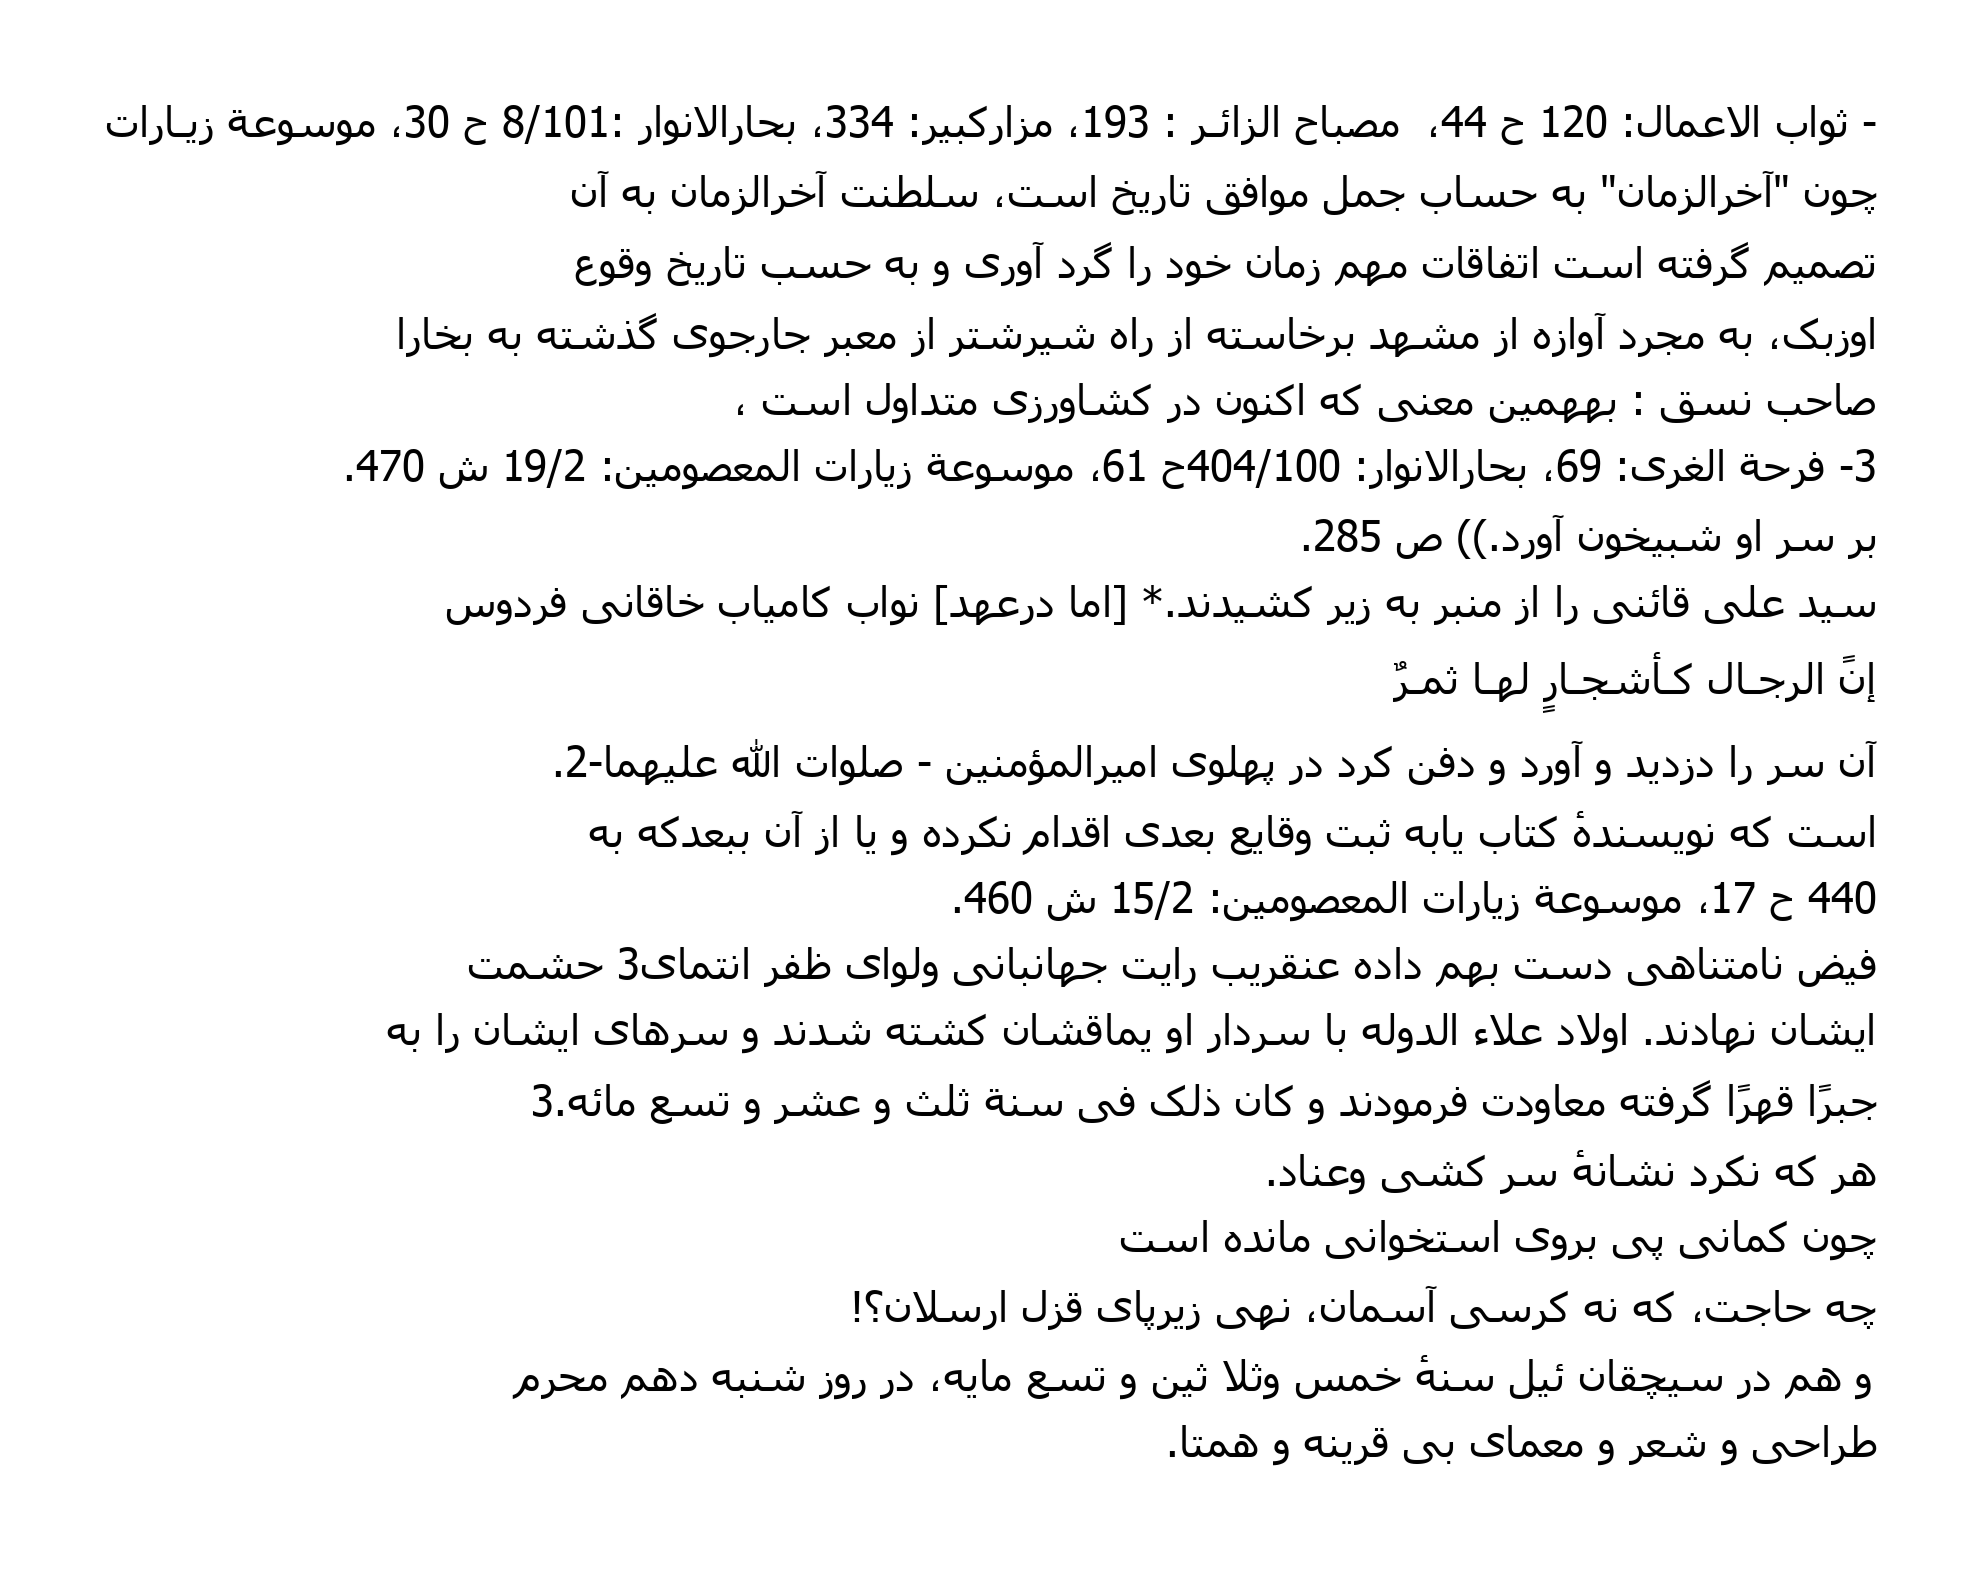 - ثواب الاعمال: 120 ح 44،  مصباح الزائـر : 193، مزارکبیر: 334، بحارالانوار :8/101 ح 30، موسوعة زیـارات
چون "آخرالزمان" به حساب جمل موافق تاریخ است، سلطنت آخرالزمان به آن
تصمیم گرفته است اتفاقات مهم زمان خود را گرد آوری و به حسب تاریخ وقوع
اوزبک، به مجرد آوازه از مشهد برخاسته از راه شیرشتر از معبر جارجوی گذشته به بخارا
صاحب نسق : بههمین معنی که اکنون در کشاورزی متداول است ،
3- فرحة الغری: 69، بحارالانوار: 404/100ح 61، موسوعة زیارات المعصومین: 19/2 ش 470.
بر سر او شبیخون آورد.)) ص 285.
سید علی قائنی را از منبر به زیر کشیدند.* [اما درعهد] نواب کامیاب خاقانی فردوس
إنً الرجـال کـأشـجـارٍ لهـا ثمـرٌ
آن سر را دزدید و آورد و دفن کرد در پهلوی امیرالمؤمنین - صلوات الله علیهما-2.
است که نویسندهٔ کتاب یابه ثبت وقایع بعدی اقدام نکرده و یا از آن ببعدکه به
440 ح 17، موسوعة زیارات المعصومین: 15/2 ش 460.
فیض نامتناهی دست بهم داده عنقریب رایت جهانبانی ولوای ظفر انتمای3 حشمت
ایشان نهادند. اولاد علاء الدوله با سردار او یماقشان کشته شدند و سرهای ایشان را به
جبرًا قهرًا گرفته معاودت فرمودند و کان ذلک فی سنة ثلث و عشر و تسع مائه.3
هر که نکرد نشانهٔ سر کشی وعناد.
چون کمانی پی بروی استخوانی مانده است
چه حاجت، که نه کرسی آسمان، نهی زیرپای قزل ارسلان؟!
و هم در سیچقان ئیل سنهٔ خمس وثلا ثین و تسع مایه، در روز شنبه دهم محرم
طراحی و شعر و معمای بی قرینه و همتا.